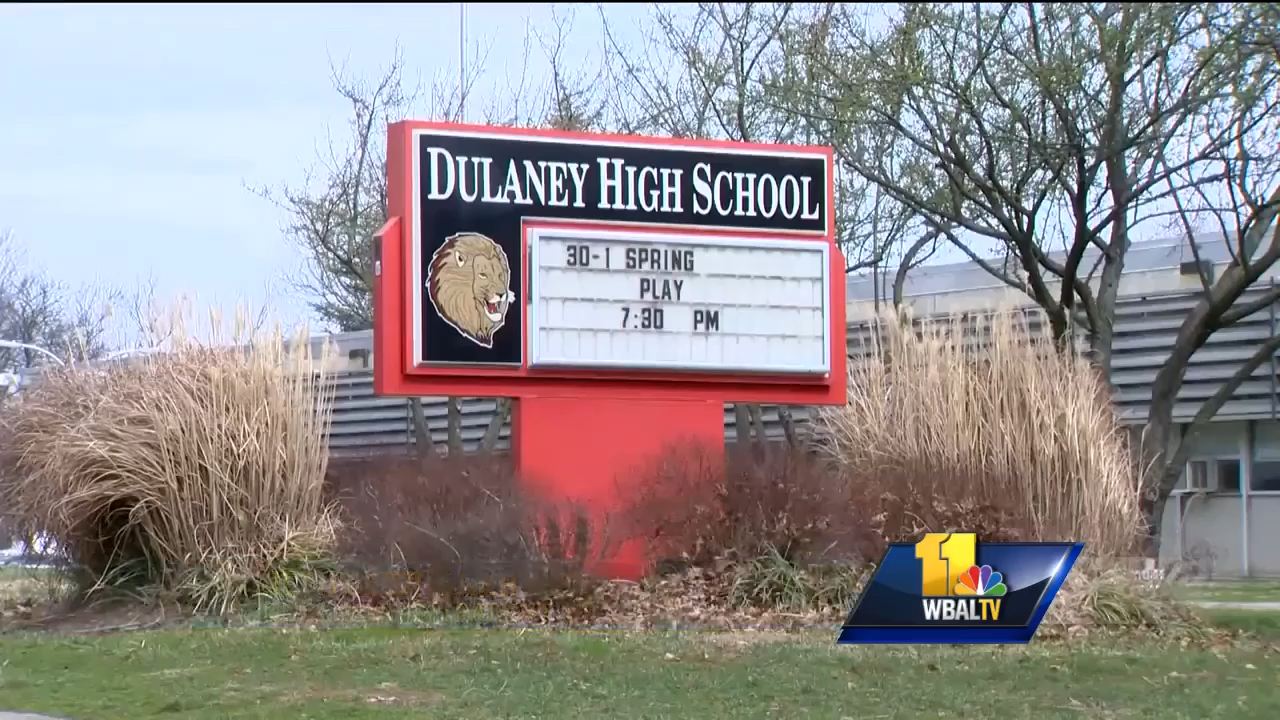 DULANEY HIGH SCHOOL
30-1 SPRING
PLAY
7:30 PM
11
WBALTV